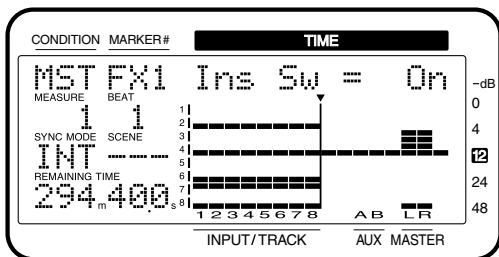 CONDITION MARKER# TIME
MST FX1 Ins Sw = On
MEASURE BEAT
1 1
SYNC MODE SCENE
INT ---
REMAINING TIME
294m40.0s
1
2
3
4
5
6
7
8
1 2 3 4 5 6 7 8 A B L R
INPUT/TRACK AUX MASTER
-dB
0
4
12
24
48